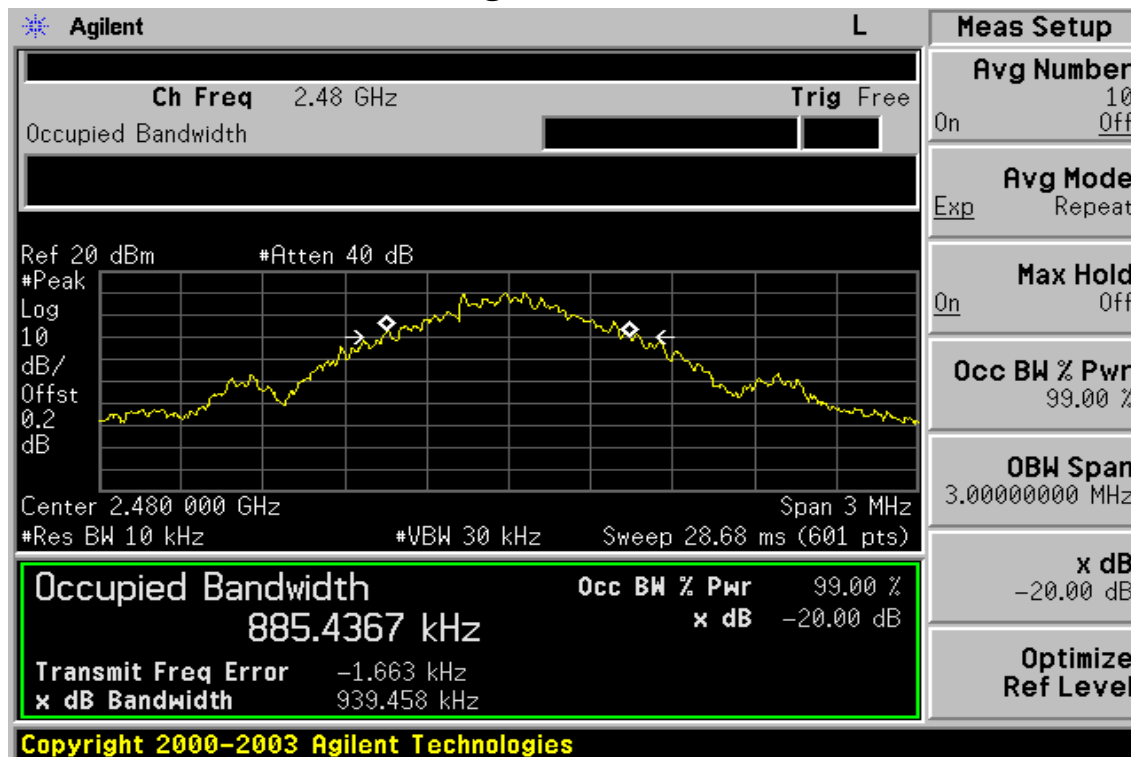 Agilent L Meas Setup
Ch Freq 2.48 GHz Trig Free
Occupied Bandwidth
Ref 20 dBm #Atten 40 dB
#Peak
Log
10
dB/
Offst
0.2
dB
Center 2.480 000 GHz Span 3 MHz
#Res BW 10 kHz #VBW 30 kHz Sweep 28.68 ms (601 pts)
Occupied Bandwidth Occ BW % Pwr 99.00 %
885.4367 kHz x dB -20.00 dB
Transmit Freq Error -1.663 kHz
x dB Bandwidth 939.458 kHz
Avg Number
10
On Off
Avg Mode
Exp Repeat
Max Hold
On Off
Occ BW % Pwr
99.00 %
OBW Span
3.00000000 MHz
x dB
-20.00 dB
Optimize
Ref Level
Copyright 2000-2003 Agilent Technologies